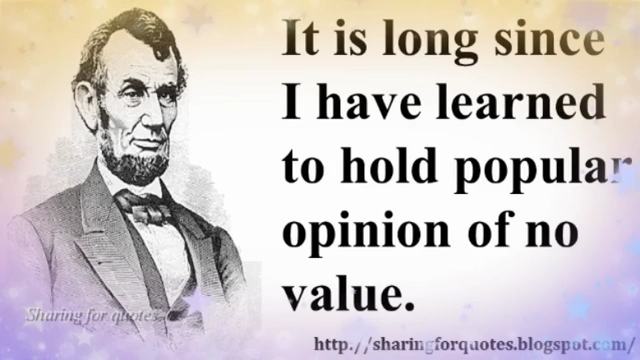 It is long since
I have learned
to hold popular
opinion of no
value.
Sharing for quotes
http://sharingforquotes.blogspot.com/